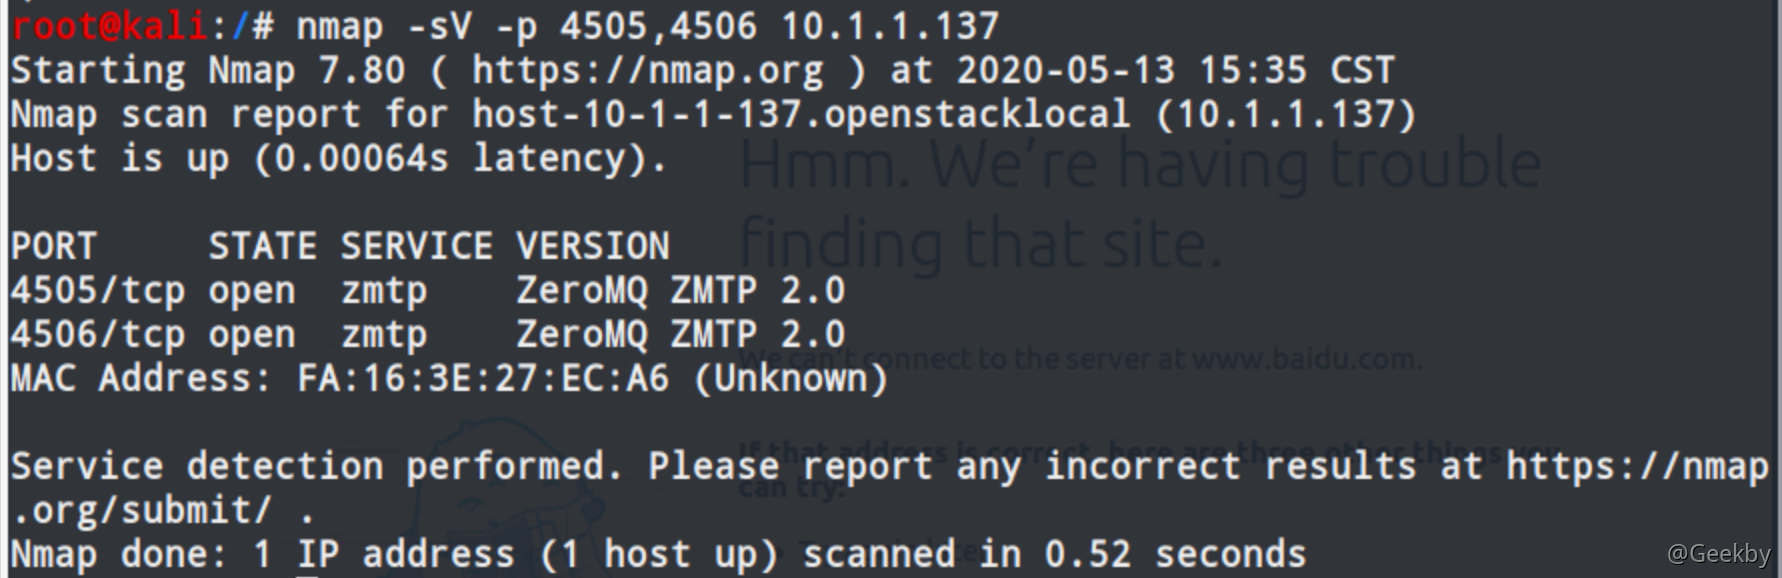 root@kali:/# nmap -sV -p 4505,4506 10.1.1.137
Starting Nmap 7.80 ( https://nmap.org ) at 2020-05-13 15:35 CST
Nmap scan report for host-10-1-1-137.openstacklocal (10.1.1.137)
Host is up (0.00064s latency).
Hmm. We're having trouble
finding that site.
PORT     STATE SERVICE VERSION
4505/tcp open  zmtp    ZeroMQ ZMTP 2.0
4506/tcp open  zmtp    ZeroMQ ZMTP 2.0
We can't connect to the server at www.baidu.com.
MAC Address: FA:16:3E:27:EC:A6 (Unknown)
If that address is correct, here are three other things you
can try:
Service detection performed. Please report any incorrect results at https://nmap
.org/submit/ .
Nmap done: 1 IP address (1 host up) scanned in 0.52 seconds
@Geekby